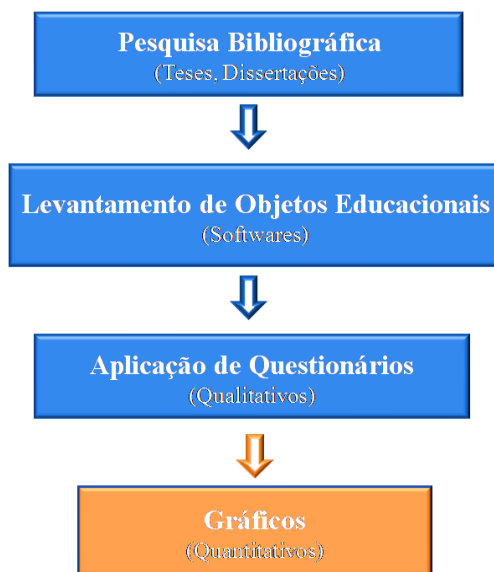 Pesquisa Bibliográfica
(Teses, Dissertações)
Levantamento de Objetos Educacionais
(Softwares)
Aplicação de Questionários
(Qualitativos)
Gráficos
(Quantitativos)